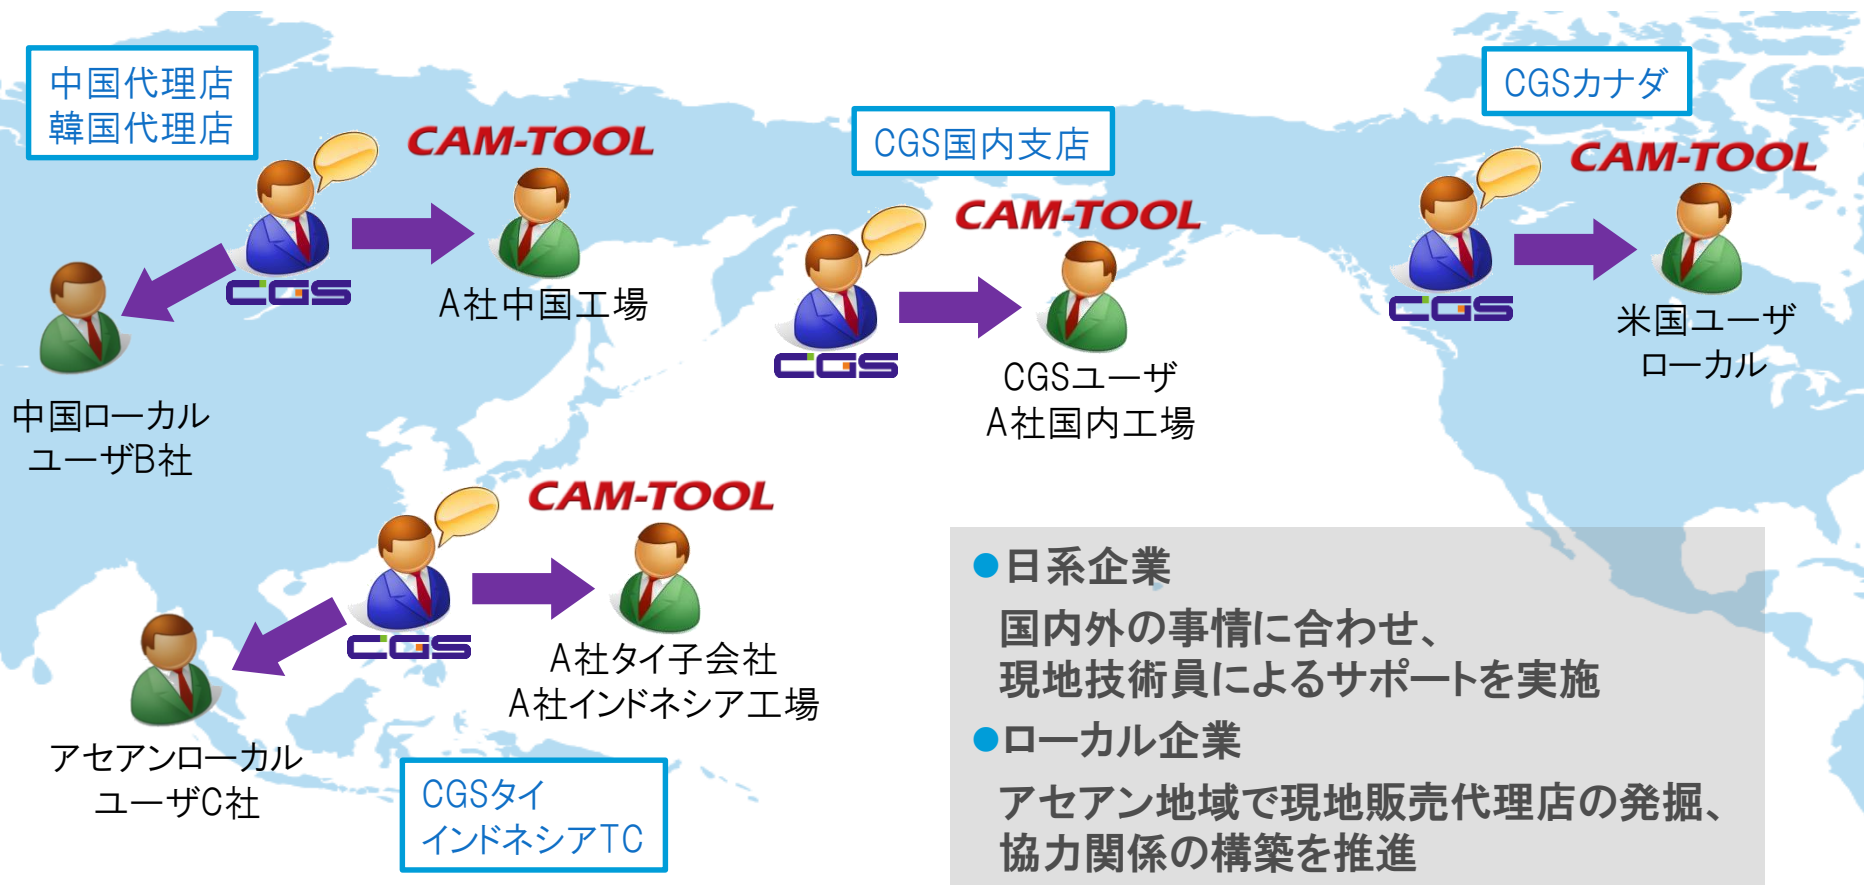 中国代理店
韓国代理店
CAM-TOOL
CGS
A社中国工場
中国ローカル
ユーザB社
CGS国内支店
CAM-TOOL
CGS
CGSユーザ
A社国内工場
CGSカナダ
CAM-TOOL
CGS
米国ユーザ
ローカル
CAM-TOOL
CGS
A社タイ子会社
A社インドネシア工場
アセアンローカル
ユーザC社
CGSタイ
インドネシアTC
●日系企業
国内外の事情に合わせ、
現地技術員によるサポートを実施
●ローカル企業
アセアン地域で現地販売代理店の発掘、
協力関係の構築を推進